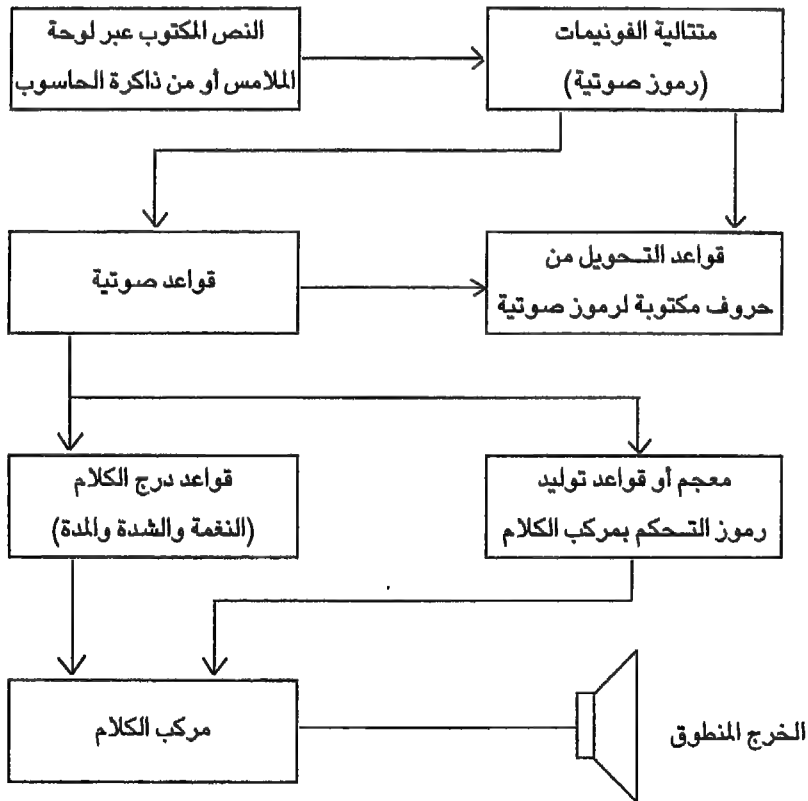 النص المكتوب عبر لوحة
الملامس أو من ذاكرة الحاسوب
متتالية الفونيمات
(رموز صوتية)
قواعد صوتية
قواعد التحويل من
حروف مكتوبة لرموز صوتية
قواعد درج الكلام
(النغمة والشدة والمدة)
معجم أو قواعد توليد
رموز التحكم بمركب الكلام
مركب الكلام
الخرج المنطوق